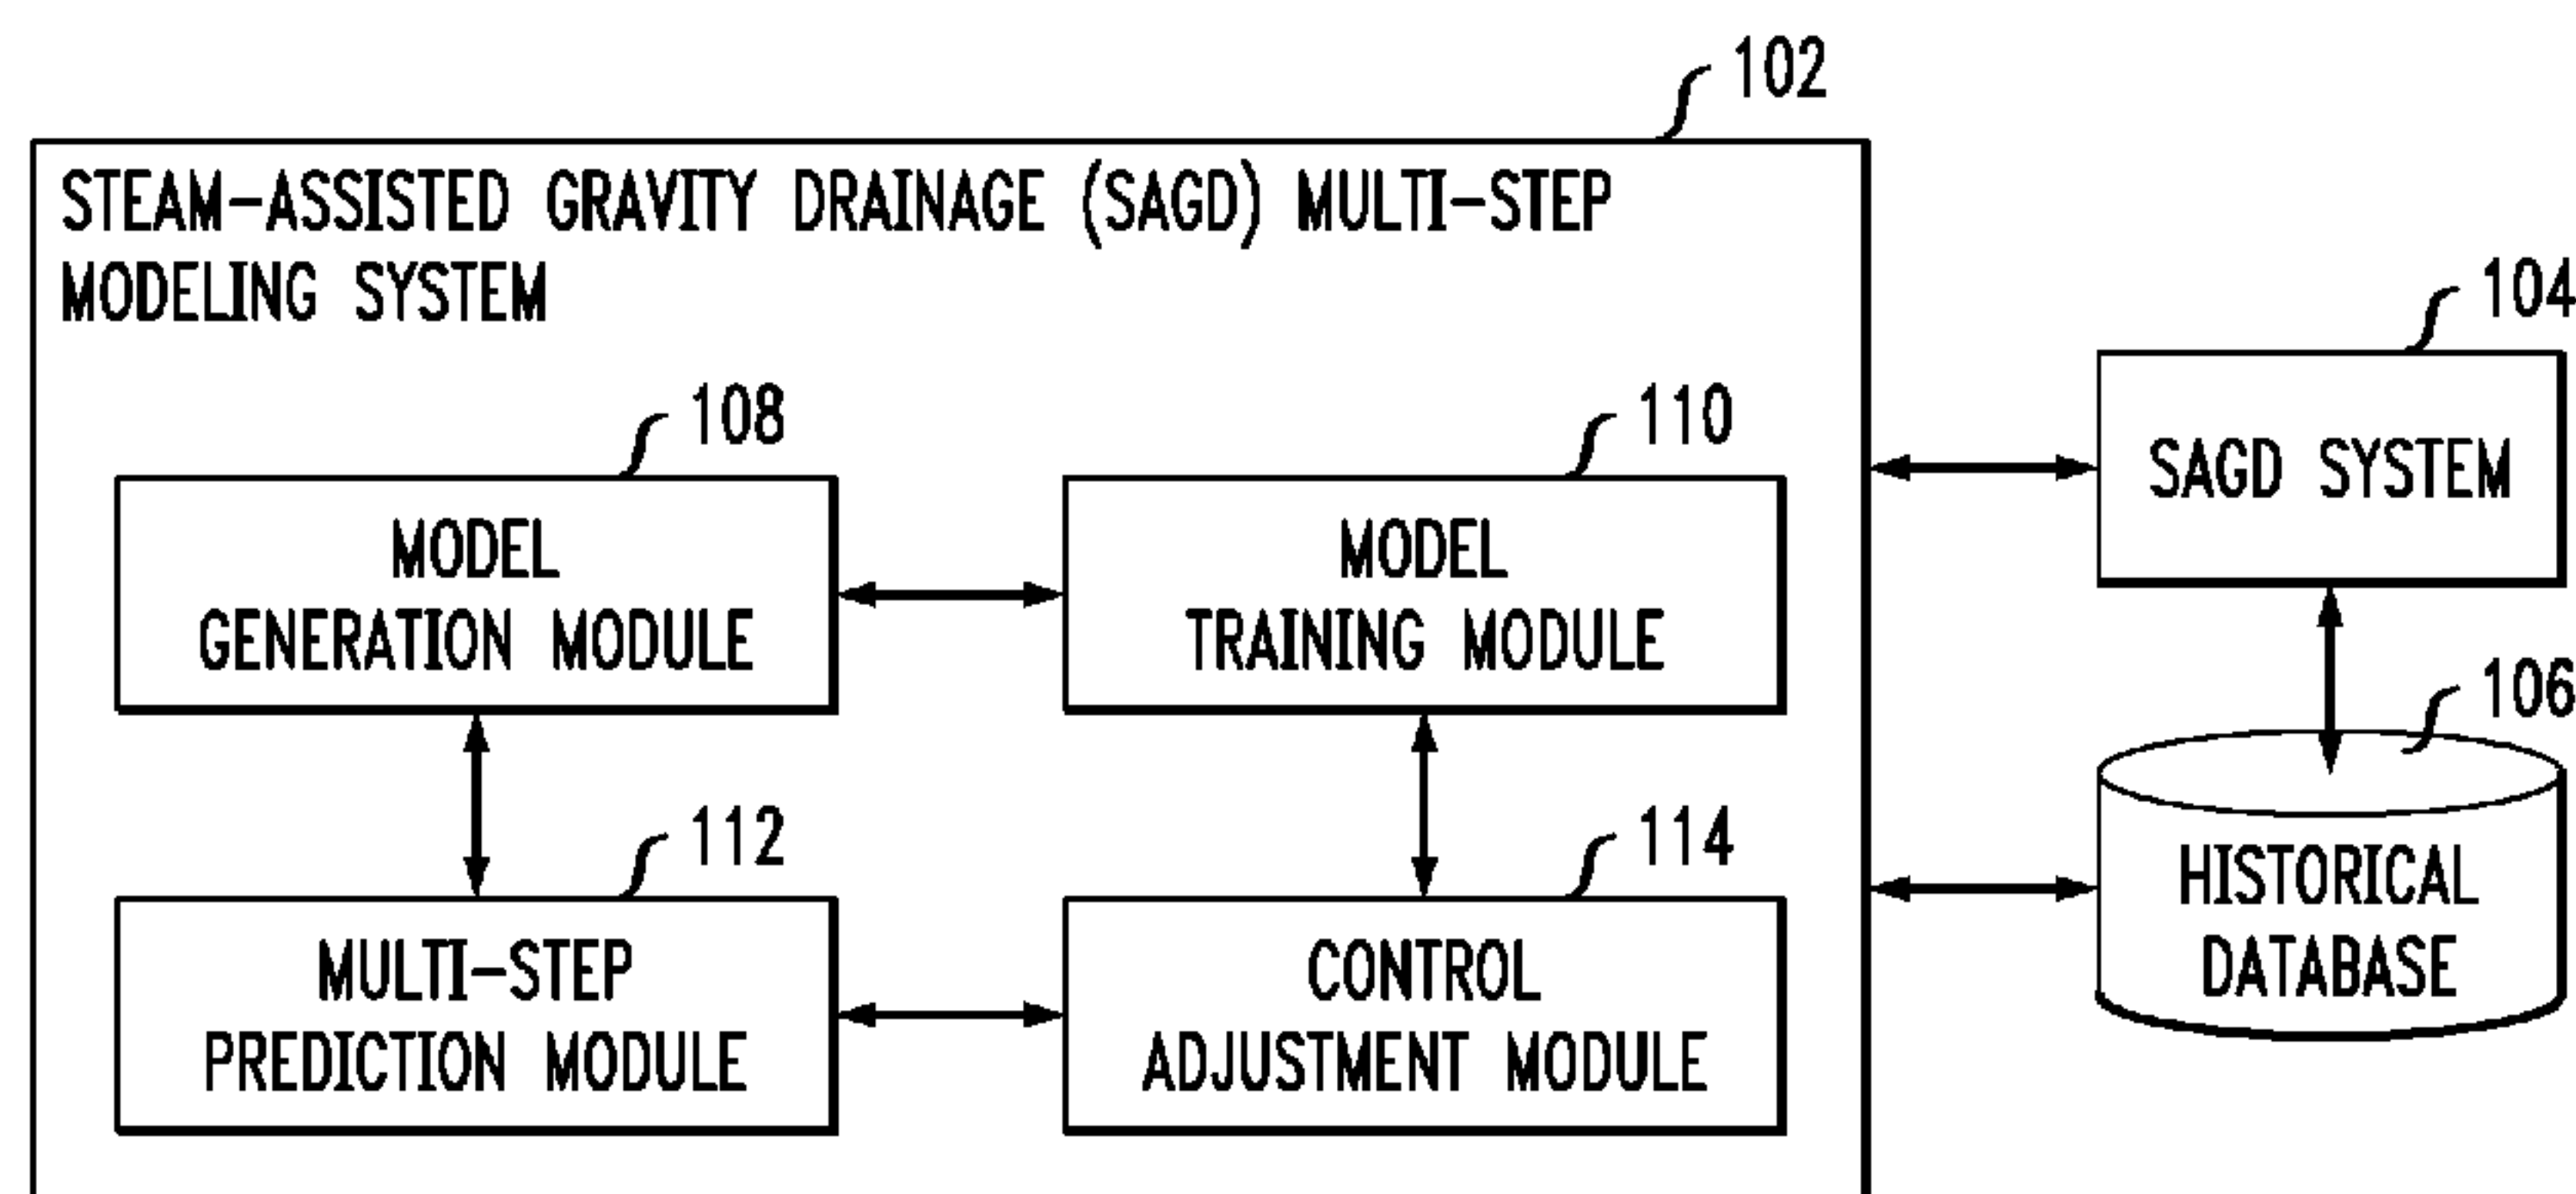 102
STEAM-ASSISTED GRAVITY DRAINAGE (SAGD) MULTI-STEP
MODELING SYSTEM
104
SAGD SYSTEM
108
MODEL
GENERATION MODULE
110
MODEL
TRAINING MODULE
106
HISTORICAL
DATABASE
112
MULTI-STEP
PREDICTION MODULE
114
CONTROL
ADJUSTMENT MODULE